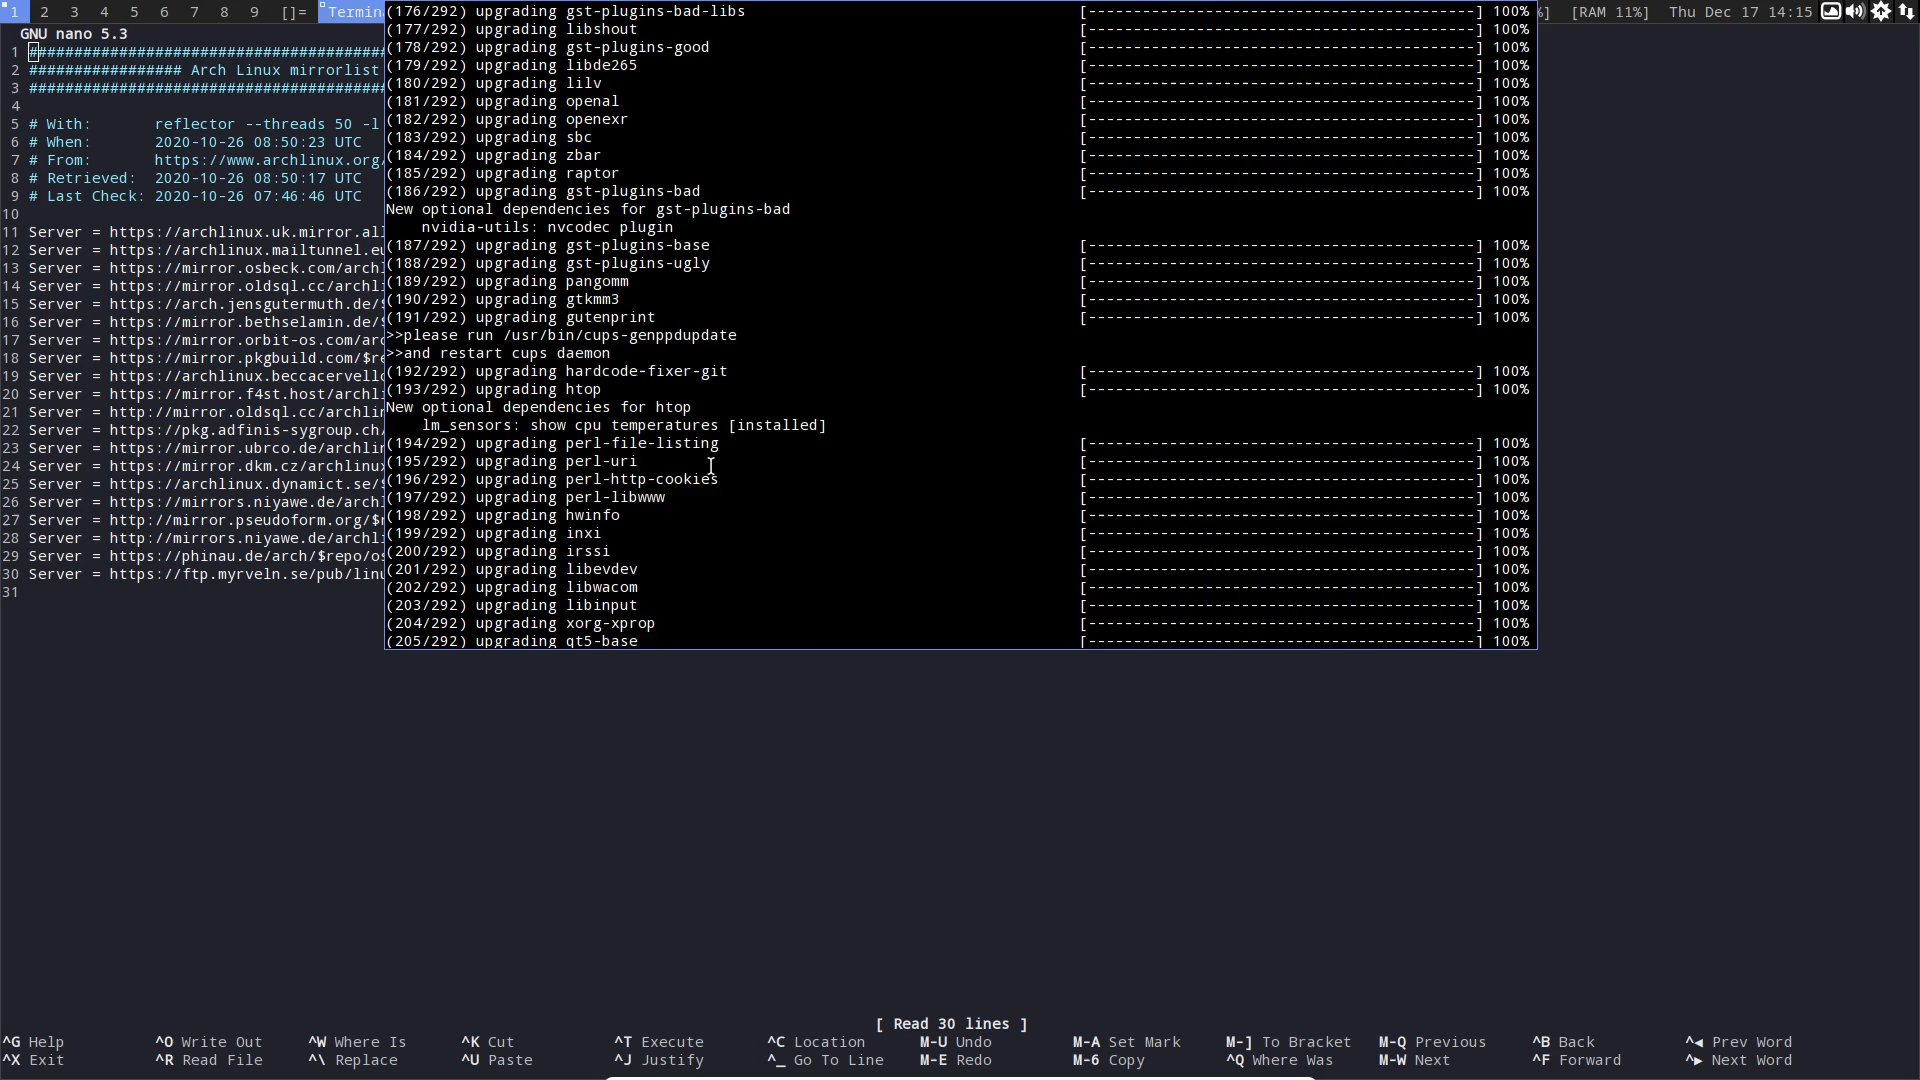 1 2 3 4 5 6 7 8 9 []= Termin %] [RAM 11%] Thu Dec 17 14:15
GNU nano 5.3
1 ########################################
2 ################# Arch Linux mirrorlist
3 ########################################
4
5 # With: reflector --threads 50 -l
6 # When: 2020-10-26 08:50:23 UTC
7 # From: https://www.archlinux.org/
8 # Retrieved: 2020-10-26 08:50:17 UTC
9 # Last Check: 2020-10-26 07:46:46 UTC
10
11 Server = https://archlinux.uk.mirror.all
12 Server = https://archlinux.mailtunnel.eu
13 Server = https://mirror.osbeck.com/archl
14 Server = https://mirror.oldsql.cc/archli
15 Server = https://arch.jensgutermuth.de/$
16 Server = https://mirror.bethselamin.de/$
17 Server = https://mirror.orbit-os.com/arc
18 Server = https://mirror.pkgbuild.com/$re
19 Server = https://archlinux.beccacervello
20 Server = https://mirror.f4st.host/archli
21 Server = http://mirror.oldsql.cc/archlin
22 Server = https://pkg.adfinis-sygroup.ch/
23 Server = https://mirror.ubrco.de/archlin
24 Server = https://mirror.dkm.cz/archlinux
25 Server = https://archlinux.dynamict.se/$
26 Server = https://mirrors.niyawe.de/archl
27 Server = http://mirror.pseudoform.org/$r
28 Server = http://mirrors.niyawe.de/archli
29 Server = https://phinau.de/arch/$repo/os
30 Server = https://ftp.myrveln.se/pub/linu
31
(176/292) upgrading gst-plugins-bad-libs [-------------------------------------------] 100%
(177/292) upgrading libshout [-------------------------------------------] 100%
(178/292) upgrading gst-plugins-good [-------------------------------------------] 100%
(179/292) upgrading libde265 [-------------------------------------------] 100%
(180/292) upgrading lilv [-------------------------------------------] 100%
(181/292) upgrading openal [-------------------------------------------] 100%
(182/292) upgrading openexr [-------------------------------------------] 100%
(183/292) upgrading sbc [-------------------------------------------] 100%
(184/292) upgrading zbar [-------------------------------------------] 100%
(185/292) upgrading raptor [-------------------------------------------] 100%
(186/292) upgrading gst-plugins-bad [-------------------------------------------] 100%
New optional dependencies for gst-plugins-bad
nvidia-utils: nvcodec plugin
(187/292) upgrading gst-plugins-base [-------------------------------------------] 100%
(188/292) upgrading gst-plugins-ugly [-------------------------------------------] 100%
(189/292) upgrading pangomm [-------------------------------------------] 100%
(190/292) upgrading gtkmm3 [-------------------------------------------] 100%
(191/292) upgrading gutenprint [-------------------------------------------] 100%
>>please run /usr/bin/cups-genppdupdate
>>and restart cups daemon
(192/292) upgrading hardcode-fixer-git [-------------------------------------------] 100%
(193/292) upgrading htop [-------------------------------------------] 100%
New optional dependencies for htop
lm_sensors: show cpu temperatures [installed]
(194/292) upgrading perl-file-listing [-------------------------------------------] 100%
(195/292) upgrading perl-uri [-------------------------------------------] 100%
(196/292) upgrading perl-http-cookies [-------------------------------------------] 100%
(197/292) upgrading perl-libwww [-------------------------------------------] 100%
(198/292) upgrading hwinfo [-------------------------------------------] 100%
(199/292) upgrading inxi [-------------------------------------------] 100%
(200/292) upgrading irssi [-------------------------------------------] 100%
(201/292) upgrading libevdev [-------------------------------------------] 100%
(202/292) upgrading libwacom [-------------------------------------------] 100%
(203/292) upgrading libinput [-------------------------------------------] 100%
(204/292) upgrading xorg-xprop [-------------------------------------------] 100%
(205/292) upgrading qt5-base [-------------------------------------------] 100%
[ Read 30 lines ]
^G Help ^O Write Out ^W Where Is ^K Cut ^T Execute ^C Location M-U Undo M-A Set Mark M-] To Bracket M-Q Previous ^B Back ^◀ Prev Word
^X Exit ^R Read File ^\ Replace ^U Paste ^J Justify ^_ Go To Line M-E Redo M-6 Copy ^Q Where Was M-W Next ^F Forward ^▶ Next Word